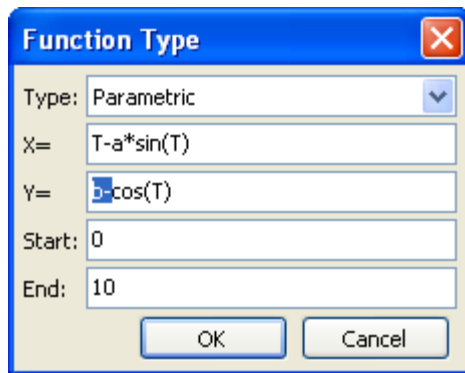 Function Type
Type: Parametric
X= T-a*sin(T)
Y= b-cos(T)
Start: 0
End: 10
OK Cancel